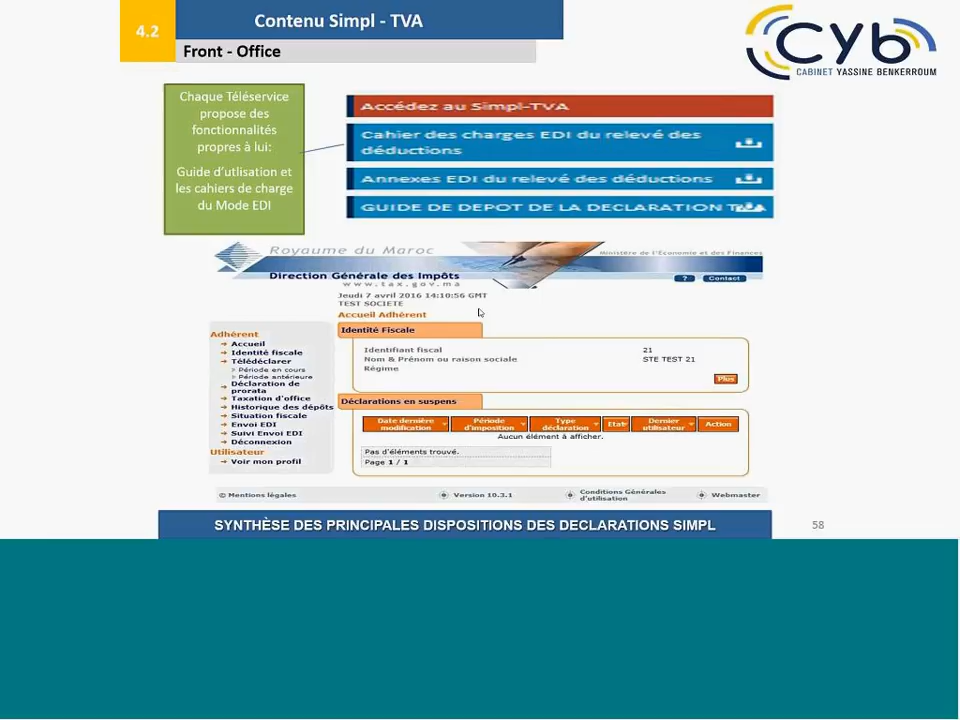 4.2
Contenu Simpl - TVA
Front - Office
cyb
CABINET YASSINE BENKERROUM
Chaque Téléservice
propose des
fonctionnalités
propres à lui:
Guide d'utlisation et
les cahiers de charge
du Mode EDI
Accédez au Simpl-TVA
Cahier des charges EDI du relevé des
déductions
Annexes EDI du relevé des déductions
GUIDE DE DEPOT DE LA DECLARATION TVA
Royaume du Maroc
Ministère de l'Economie et des Finances
Direction Générale des Impôts
www.tax.gov.ma
? Contact
Jeudi 7 avril 2016 14:10:56 GMT
TEST SOCIETE
Accueil Adhérent
Adhérent
Accueil
Identité fiscale
Télédéclarer
Période en cours
Période antérieure
Déclaration de
prorata
Taxation d'office
Historique des dépôts
Situation fiscale
Envoi EDI
Suivi Envoi EDI
Déconnexion
Utilisateur
Voir mon profil
Identité Fiscale
Identifiant fiscal 21
Nom & Prénom ou raison sociale STE TEST 21
Régime
Plus
Déclarations en suspens
Date dernière modification Période d'imposition Type déclaration Etat Dernier utilisateur Action
Aucun élément à afficher.
Pas d'éléments trouvé.
Page 1 / 1
© Mentions légales Version 10.3.1 Conditions Générales d'utilisation Webmaster
SYNTHÈSE DES PRINCIPALES DISPOSITIONS DES DECLARATIONS SIMPL
58